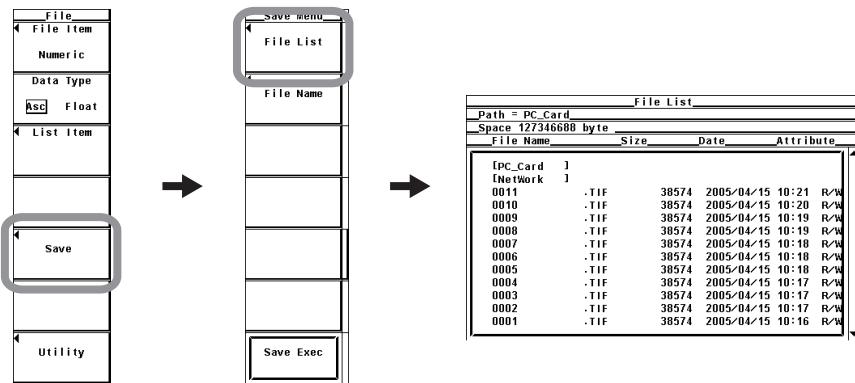 File
File Item
Numeric
Data Type
Asc Float
List Item
Save
Utility
Save Menu
File List
File Name
Save Exec
File List
Path = PC_Card
Space 127346688 byte
File Name Size Date Attribute
[PC_Card ]
[NetWork ]
0011 .TIF 38574 2005/04/15 10:21 R/W
0010 .TIF 38574 2005/04/15 10:20 R/W
0009 .TIF 38574 2005/04/15 10:19 R/W
0008 .TIF 38574 2005/04/15 10:19 R/W
0007 .TIF 38574 2005/04/15 10:18 R/W
0006 .TIF 38574 2005/04/15 10:18 R/W
0005 .TIF 38574 2005/04/15 10:18 R/W
0004 .TIF 38574 2005/04/15 10:17 R/W
0003 .TIF 38574 2005/04/15 10:17 R/W
0002 .TIF 38574 2005/04/15 10:17 R/W
0001 .TIF 38574 2005/04/15 10:16 R/W